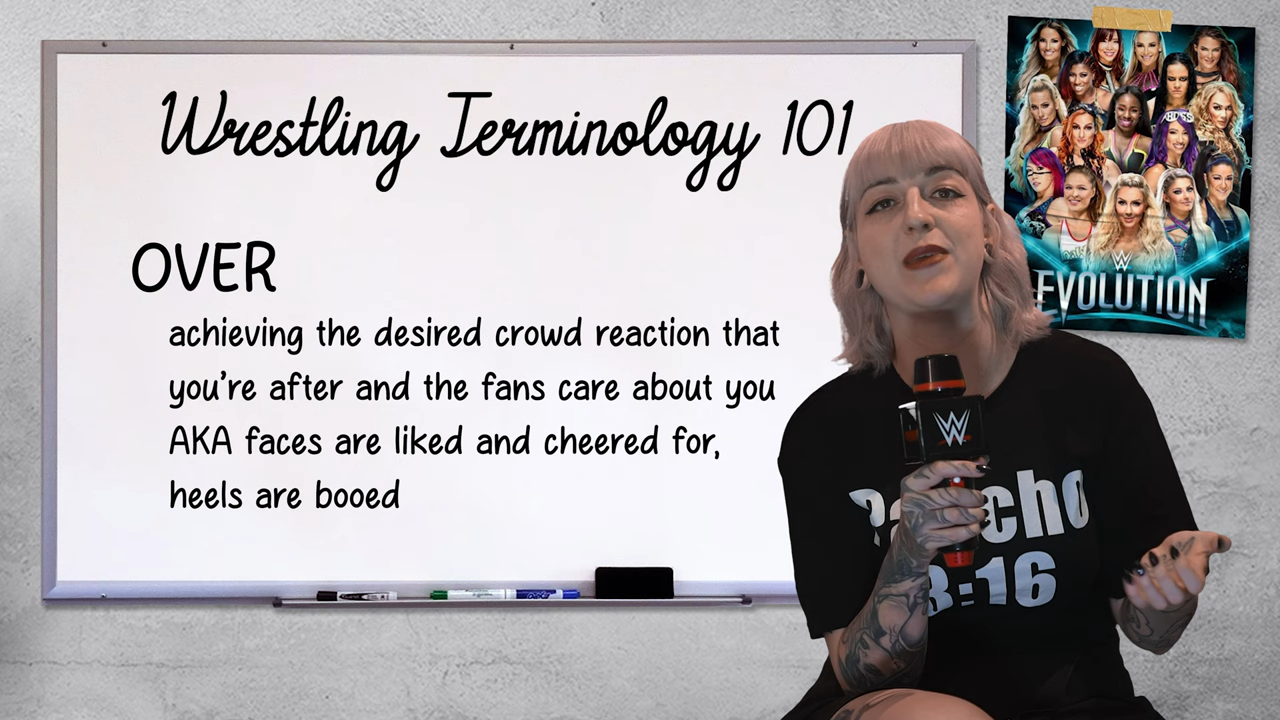 Wrestling Terminology 101
OVER
achieving the desired crowd reaction that
you're after and the fans care about you
AKA faces are liked and cheered for,
heels are booed
BOSS
W
EVOLUTION
W
3:16